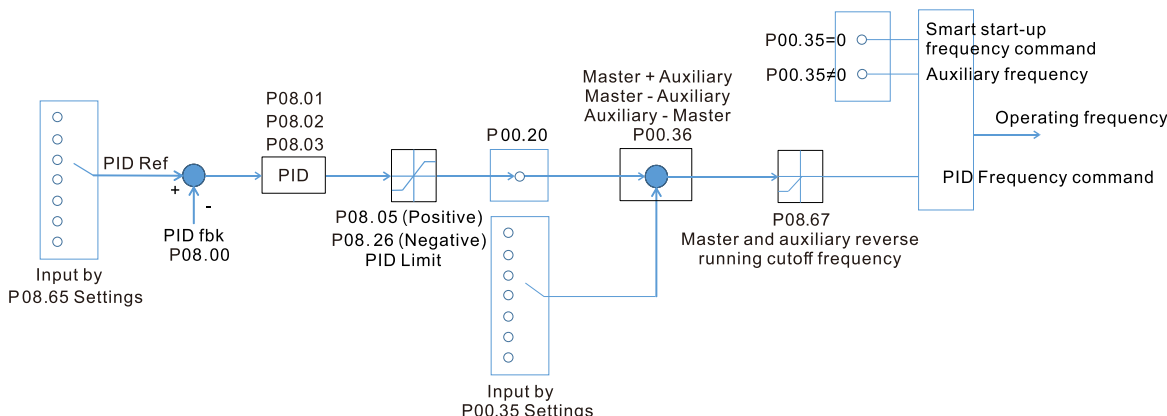 P00.35=0
Smart start-up
frequency command
P00.35≠0
Auxiliary frequency
Operating frequency
PID Frequency command
Master + Auxiliary
Master - Auxiliary
Auxiliary - Master
P00.36
P08.01
P08.02
P08.03
PID
P00.20
PID Ref
+
-
PID fbk
P08.00
P08.05 (Positive)
P08.26 (Negative)
PID Limit
P08.67
Master and auxiliary reverse
running cutoff frequency
Input by
P08.65 Settings
Input by
P00.35 Settings